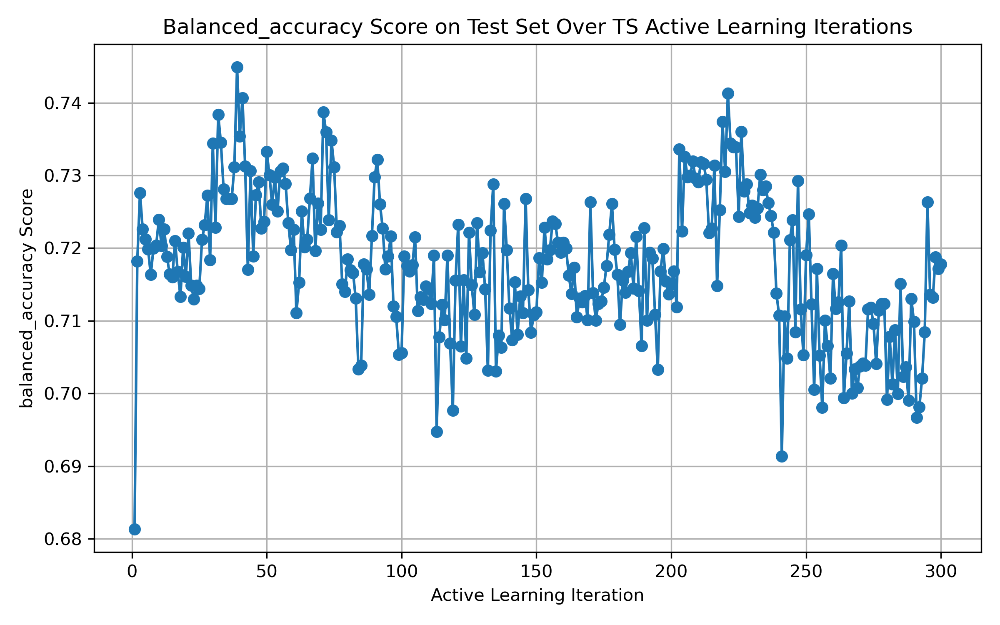 Balanced_accuracy Score on Test Set Over TS Active Learning Iterations
balanced_accuracy Score
0.74
0.73
0.72
0.71
0.70
0.69
0.68
0 50 100 150 200 250 300
Active Learning Iteration